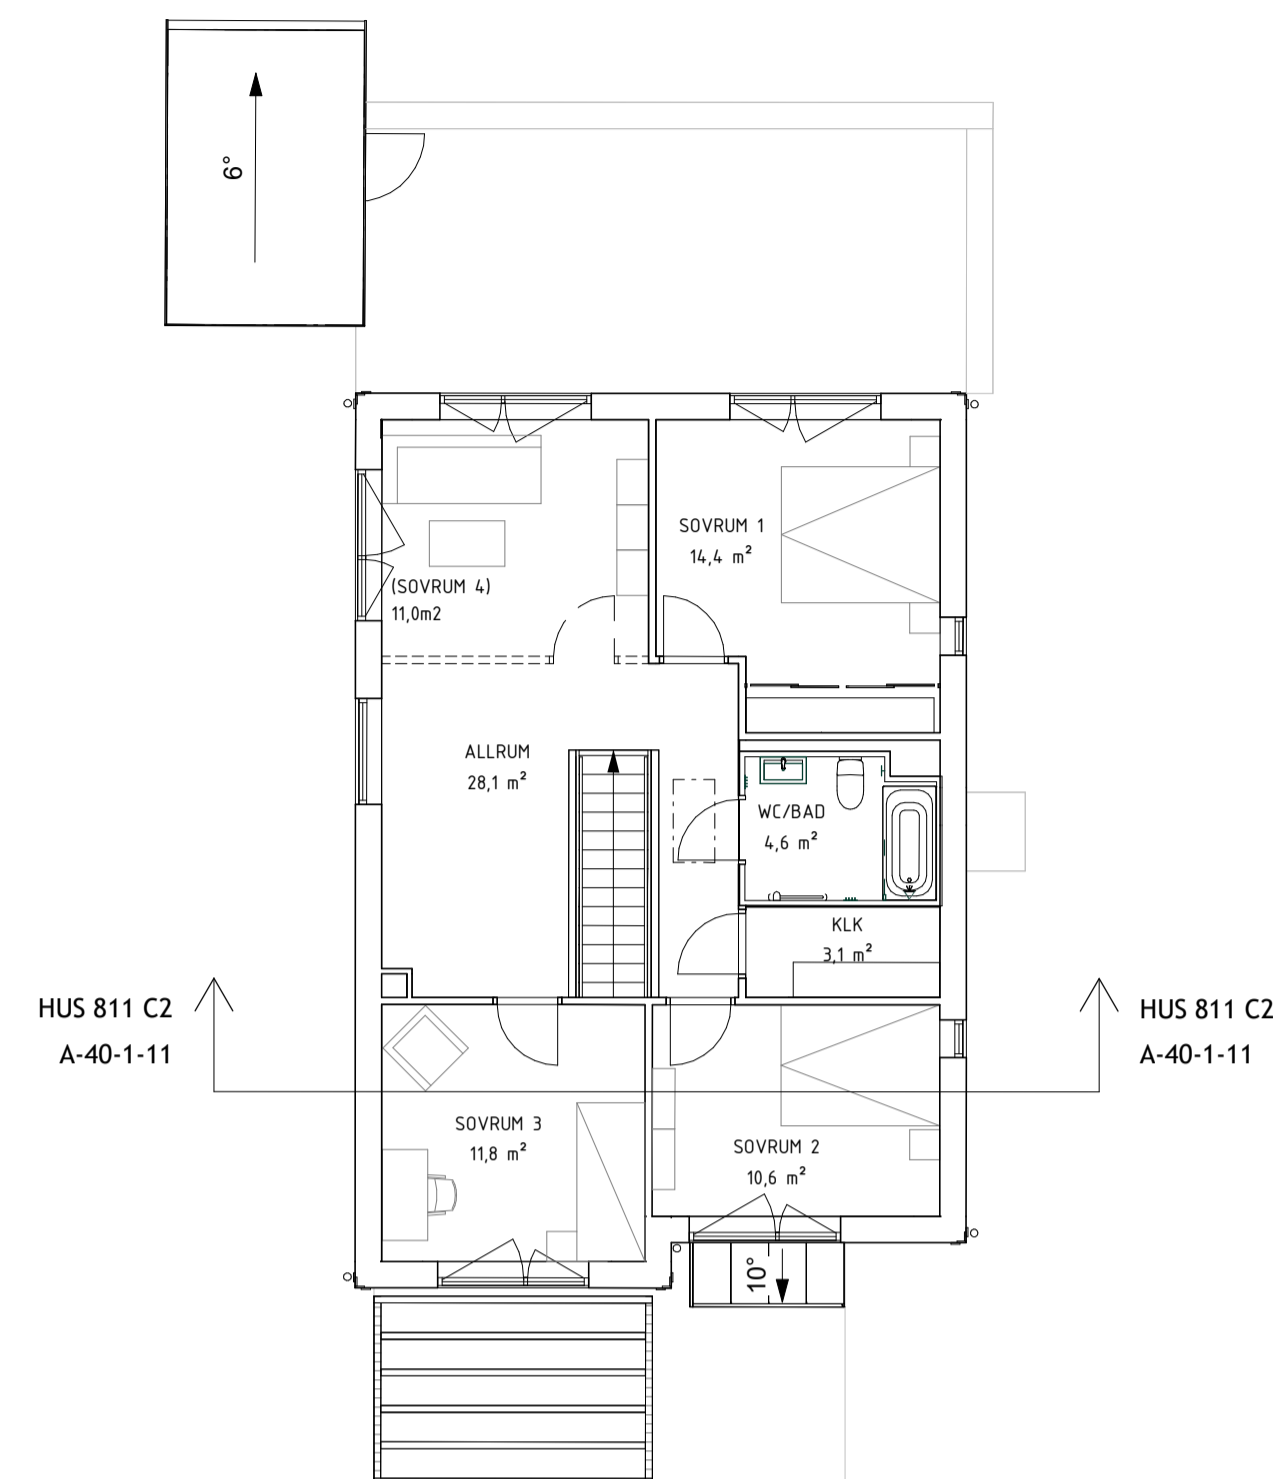 6°
SOVRUM 1
14,4 m²
(SOVRUM 4)
11,0m2
ALLRUM
28,1 m²
WC/BAD
4,6 m²
KLK
3,1 m²
HUS 811 C2
A-40-1-11
HUS 811 C2
A-40-1-11
SOVRUM 3
11,8 m²
SOVRUM 2
10,6 m²
10°